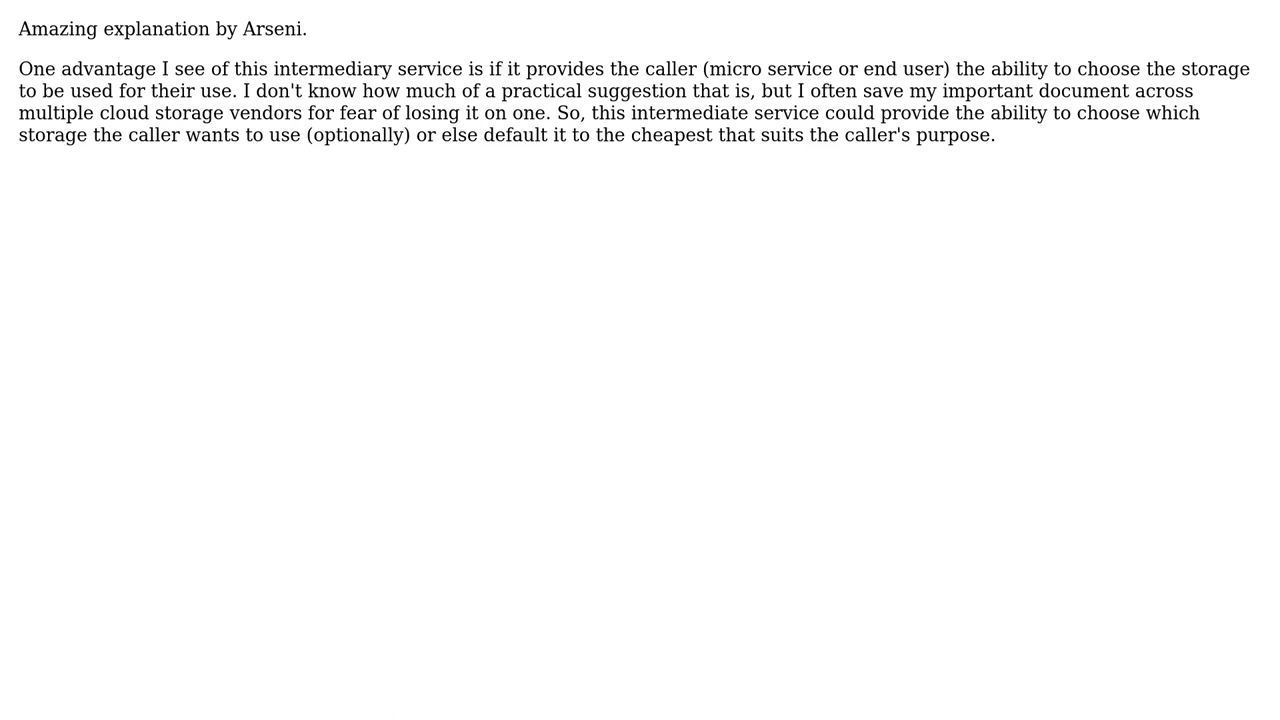 Amazing explanation by Arseni.
One advantage I see of this intermediary service is if it provides the caller (micro service or end user) the ability to choose the storage
to be used for their use. I don't know how much of a practical suggestion that is, but I often save my important document across
multiple cloud storage vendors for fear of losing it on one. So, this intermediate service could provide the ability to choose which
storage the caller wants to use (optionally) or else default it to the cheapest that suits the caller's purpose.